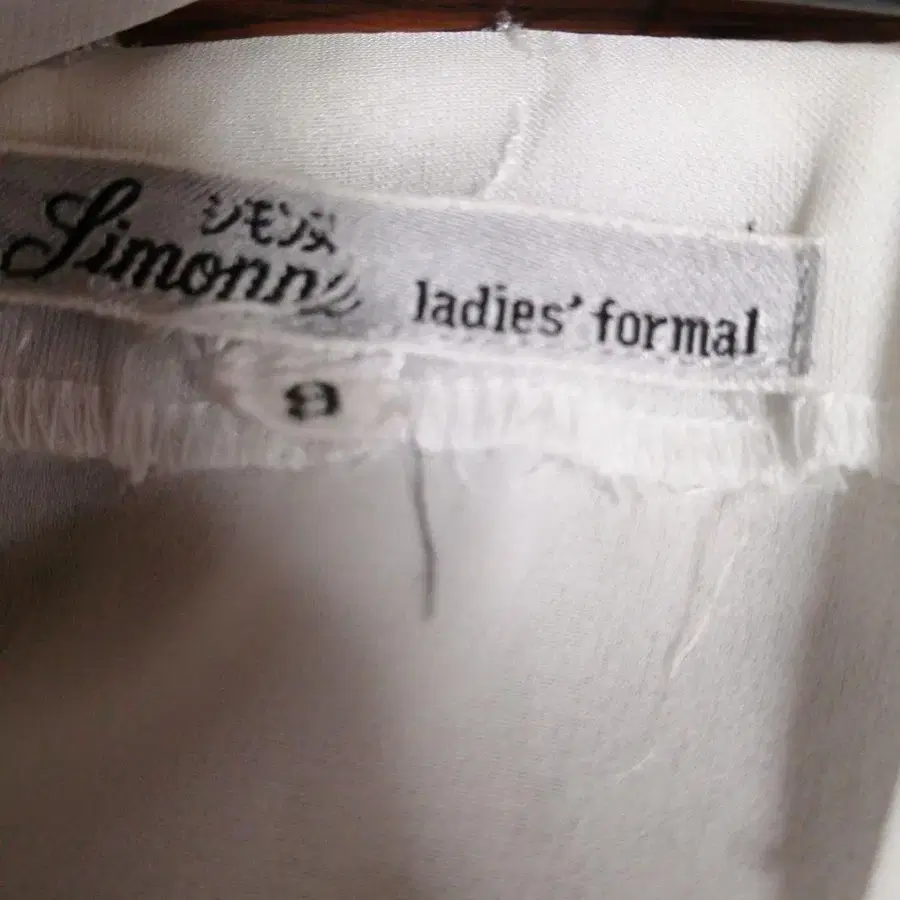 シモンヌ
Simonn
ladies' formal
9